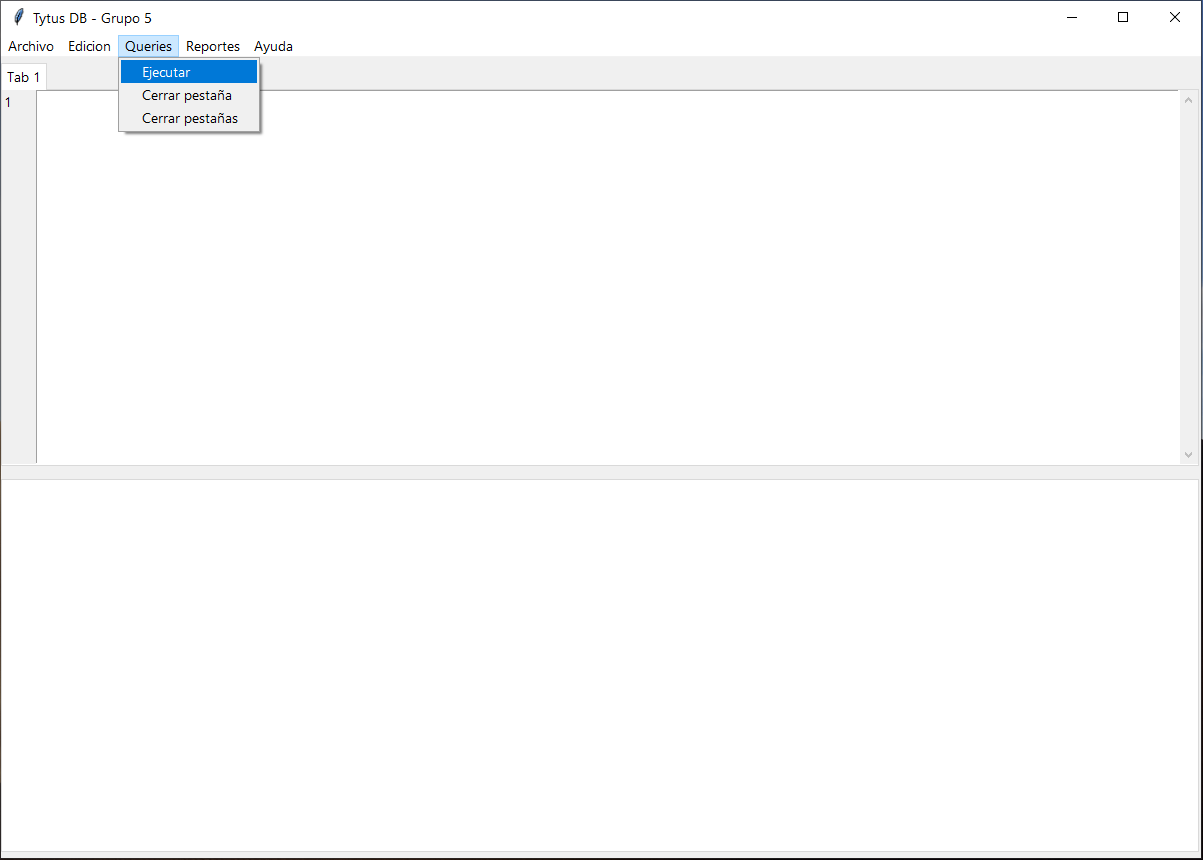 Tytus DB - Grupo 5
Archivo Edicion Queries Reportes Ayuda
Ejecutar
Cerrar pestaña
Cerrar pestañas
Tab 1
1